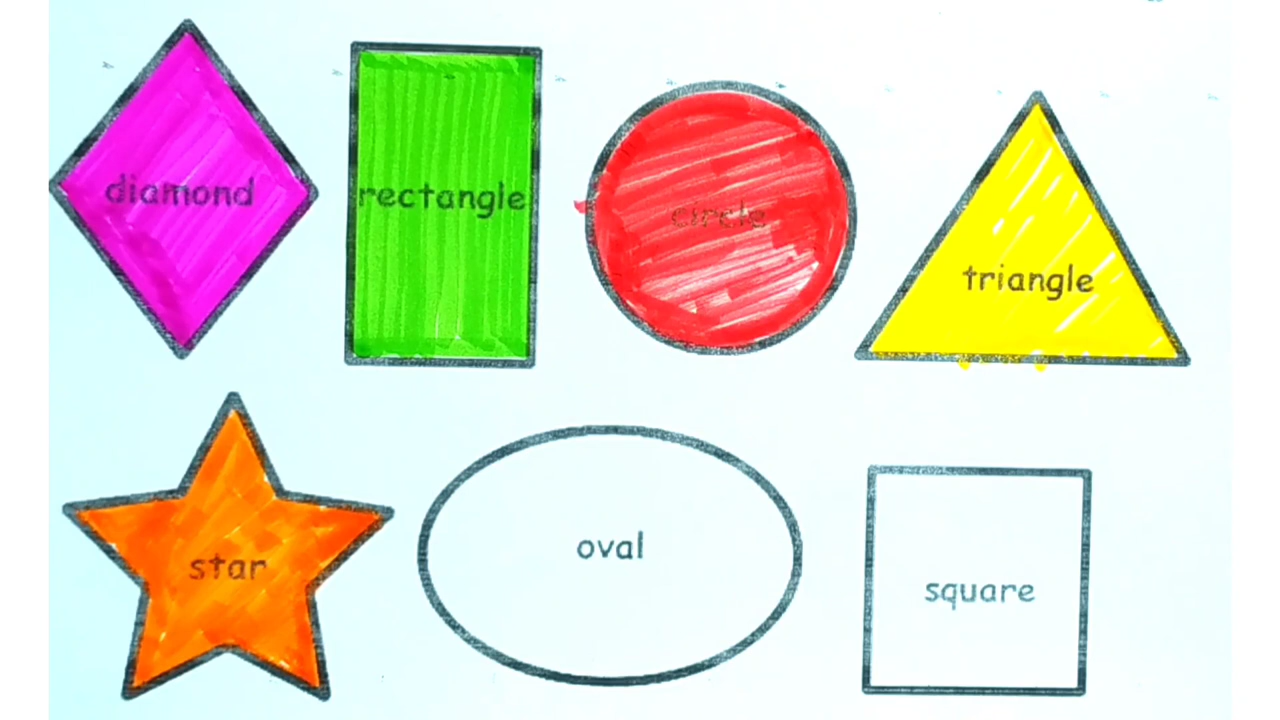 diamond
rectangle
circle
triangle
star
oval
square